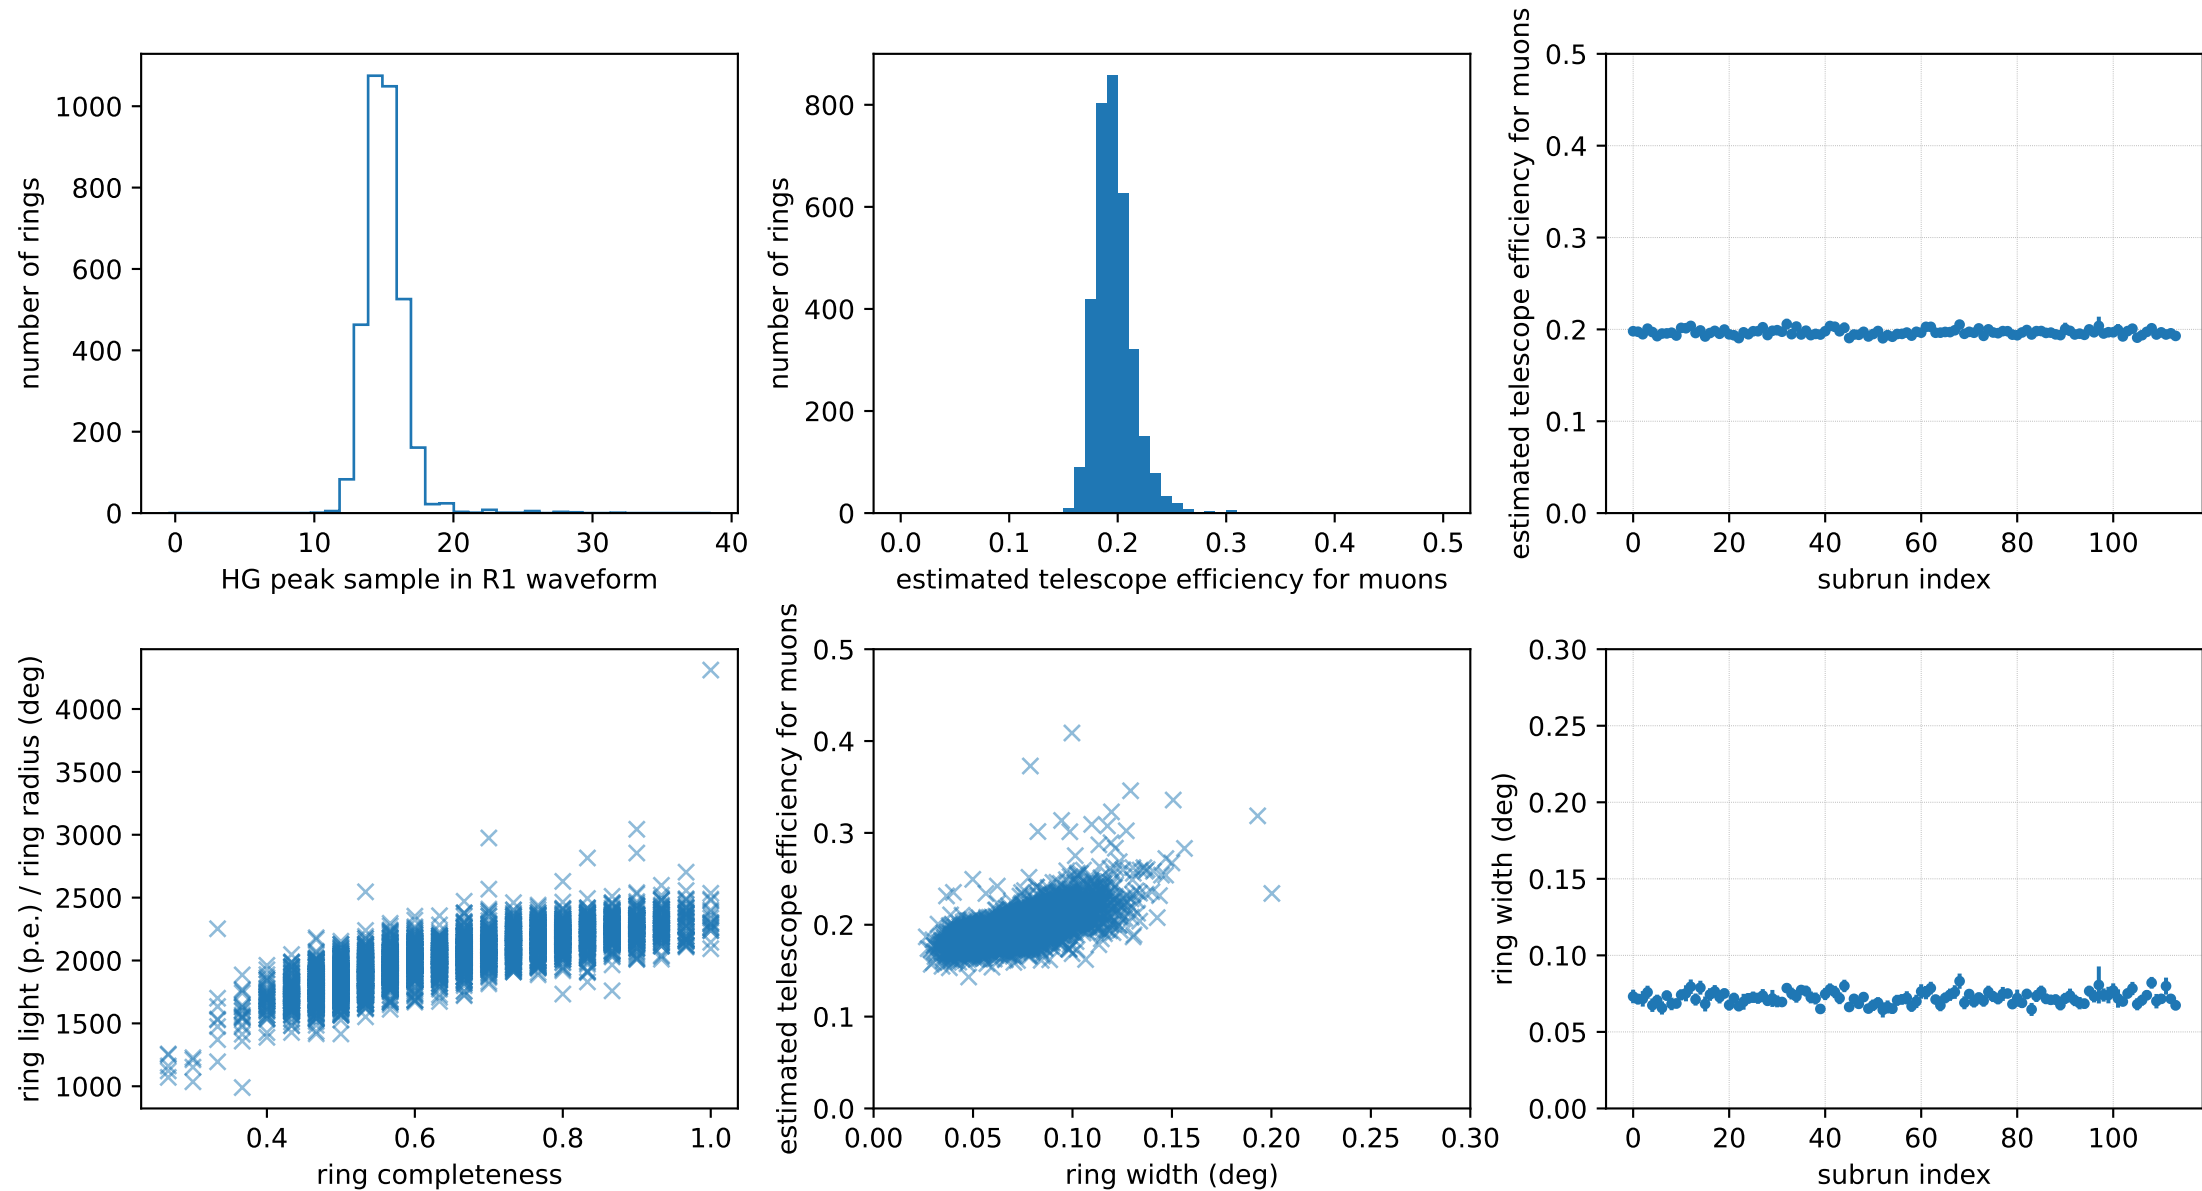 number of rings
1000
800
600
400
200
0
0 10 20 30 40
HG peak sample in R1 waveform
number of rings
800
600
400
200
0
0.0 0.1 0.2 0.3 0.4 0.5
estimated telescope efficiency for muons
estimated telescope efficiency for muons
0.5
0.4
0.3
0.2
0.1
0.0
0 20 40 60 80 100
subrun index
ring light (p.e.) / ring radius (deg)
4000
3500
3000
2500
2000
1500
1000
0.4 0.6 0.8 1.0
ring completeness
estimated telescope efficiency for muons
0.5
0.4
0.3
0.2
0.1
0.0
0.00 0.05 0.10 0.15 0.20 0.25 0.30
ring width (deg)
ring width (deg)
0.30
0.25
0.20
0.15
0.10
0.05
0.00
0 20 40 60 80 100
subrun index